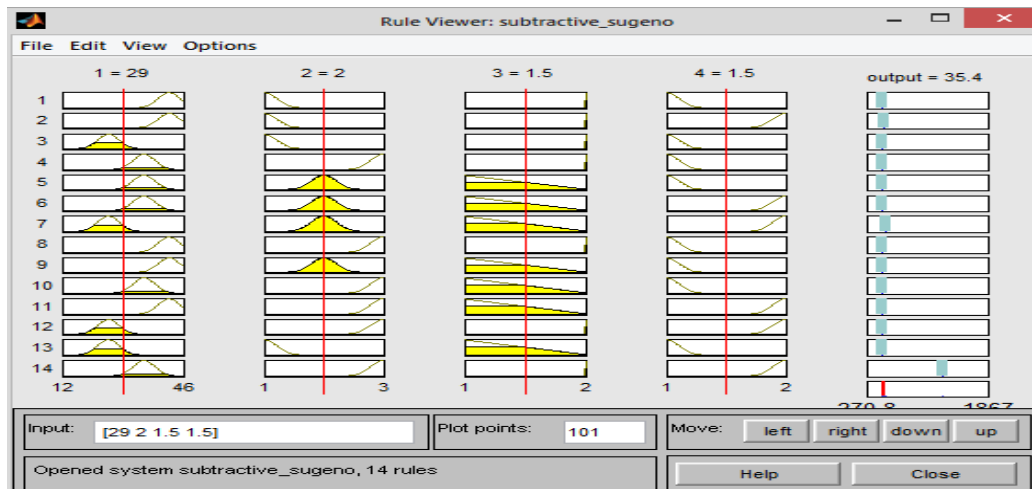 Rule Viewer: subtractive_sugeno
File Edit View Options
1 = 29
2 = 2
3 = 1.5
4 = 1.5
output = 35.4
1
2
3
4
5
6
7
8
9
10
11
12
13
14
12 46
1 3
1 2
1 2
Input: [29 2 1.5 1.5]
Plot points: 101
Move: left right down up
Opened system subtractive_sugeno, 14 rules
Help Close